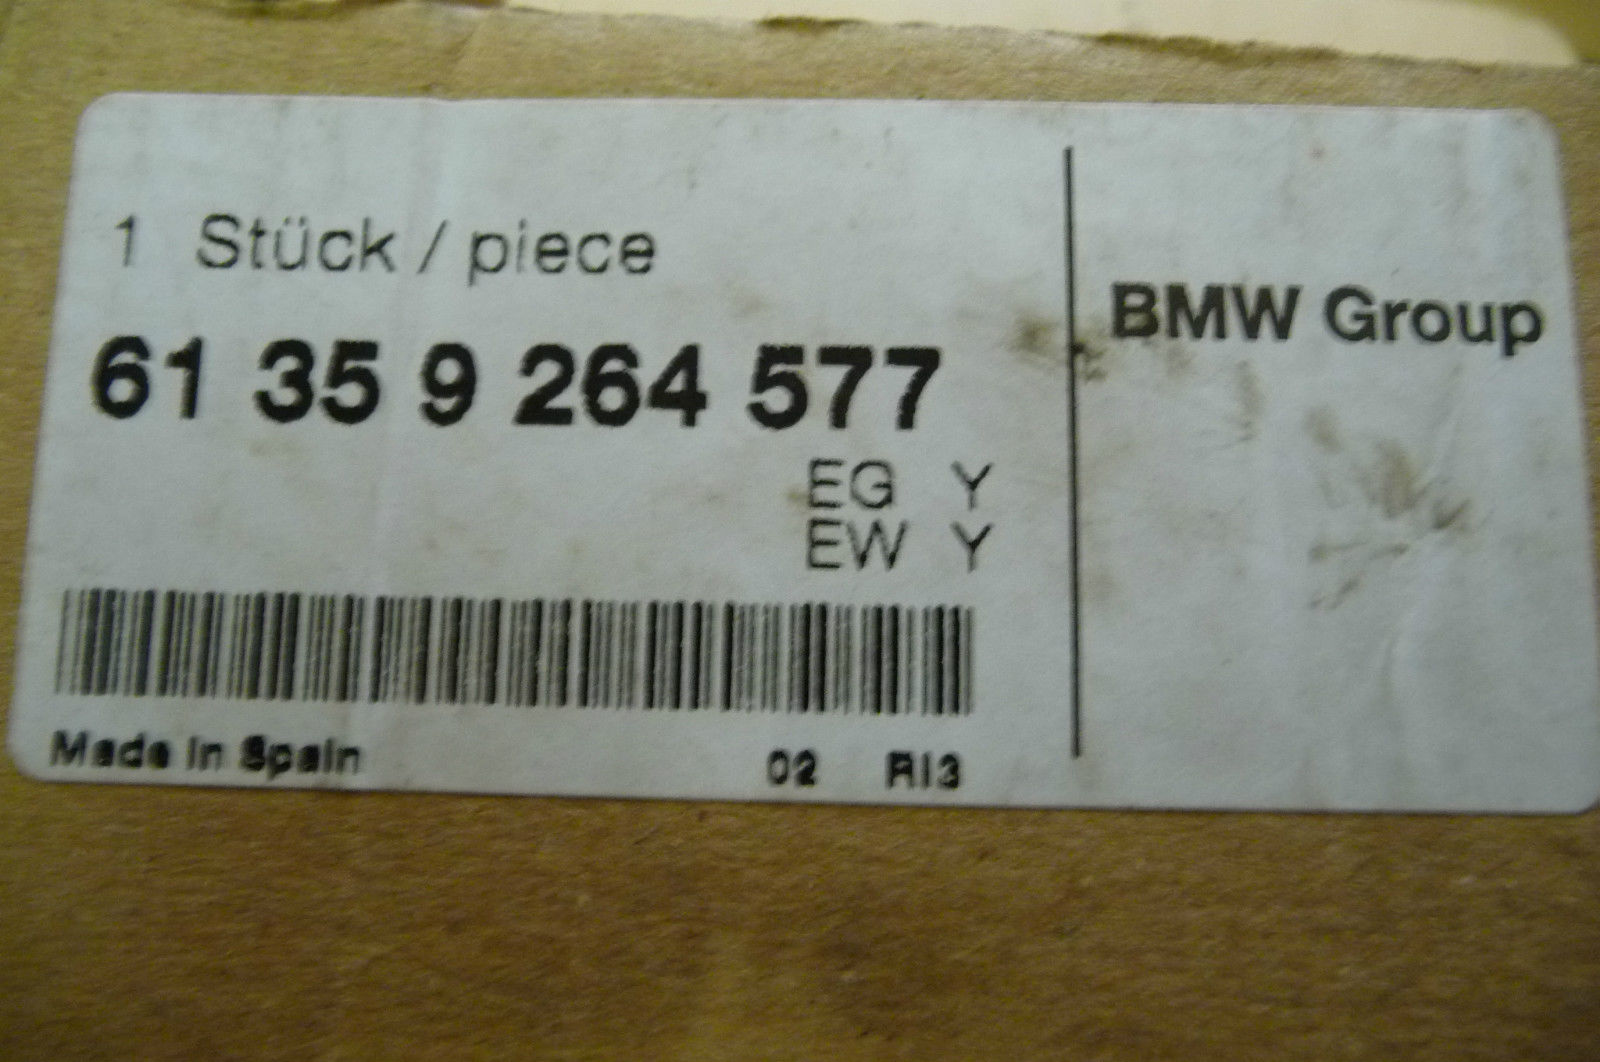 1 Stück / piece
61 35 9 264 577
EG Y
EW Y
Made in Spain 02 RI3
BMW Group